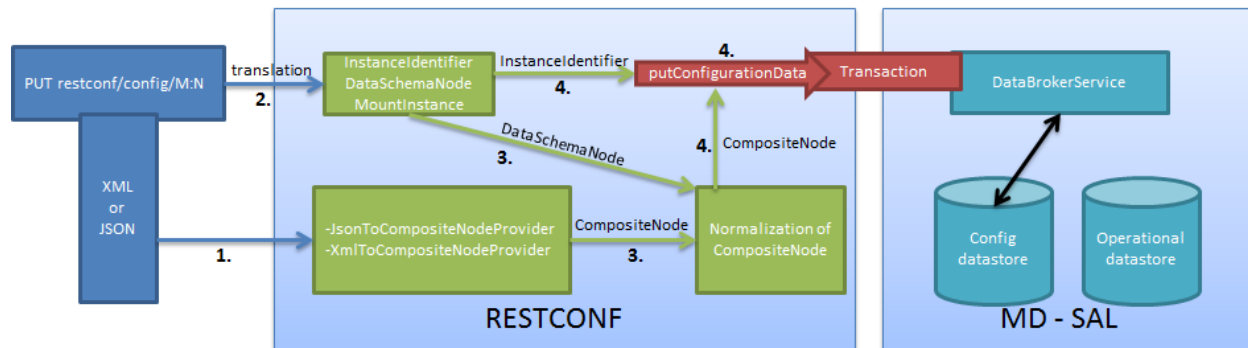 PUT restconf/config/M:N
XML
or
JSON
translation
2.
1.
InstanceIdentifier
DataSchemaNode
MountInstance
InstanceIdentifier
4.
4.
putConfigurationData
Transaction
DataSchemaNode
3.
4.
CompositeNode
-JsonToCompositeNodeProvider
-XmlToCompositeNodeProvider
CompositeNode
3.
Normalization of
CompositeNode
RESTCONF
DataBrokerService
Config
datastore
Operational
datastore
MD - SAL